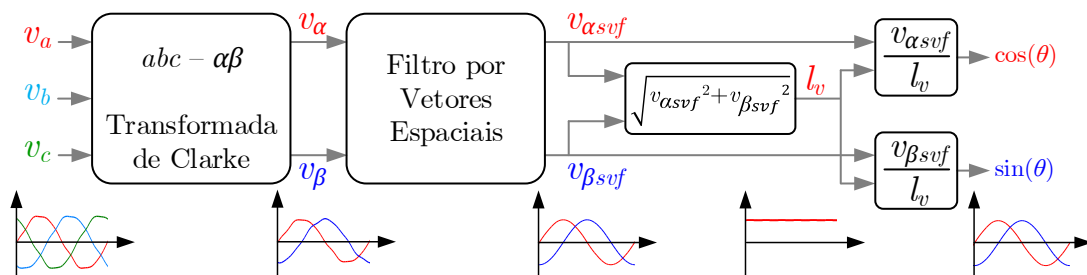 v_a
v_b
v_c
abc – αβ
Transformada
de Clarke
v_α
v_β
Filtro por
Vetores
Espaciais
v_αsvf
v_βsvf
√(v_αsvf² + v_βsvf²)
l_v
v_αsvf
l_v
cos(θ)
v_βsvf
l_v
sin(θ)